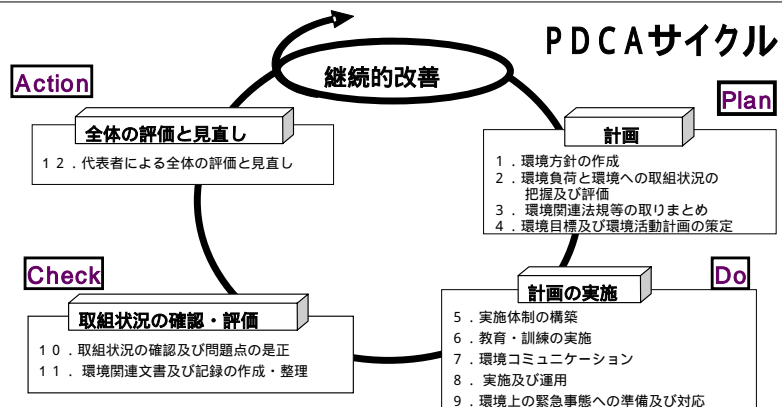 PDCAサイクル
継続的改善
Action
全体の評価と見直し
12．代表者による全体の評価と見直し
Plan
計画
1．環境方針の作成
2．環境負荷と環境への取組状況の
把握及び評価
3．環境関連法規等の取りまとめ
4．環境目標及び環境活動計画の策定
Check
取組状況の確認・評価
10．取組状況の確認及び問題点の是正
11．環境関連文書及び記録の作成・整理
Do
計画の実施
5．実施体制の構築
6．教育・訓練の実施
7．環境コミュニケーション
8．実施及び運用
9．環境上の緊急事態への準備及び対応